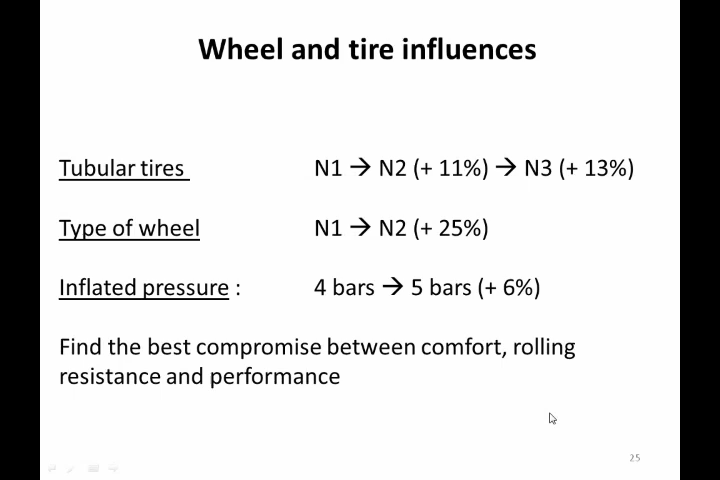 Wheel and tire influences
Tubular tires N1 → N2 (+ 11%) → N3 (+ 13%)
Type of wheel N1 → N2 (+ 25%)
Inflated pressure : 4 bars → 5 bars (+ 6%)
Find the best compromise between comfort, rolling
resistance and performance
25